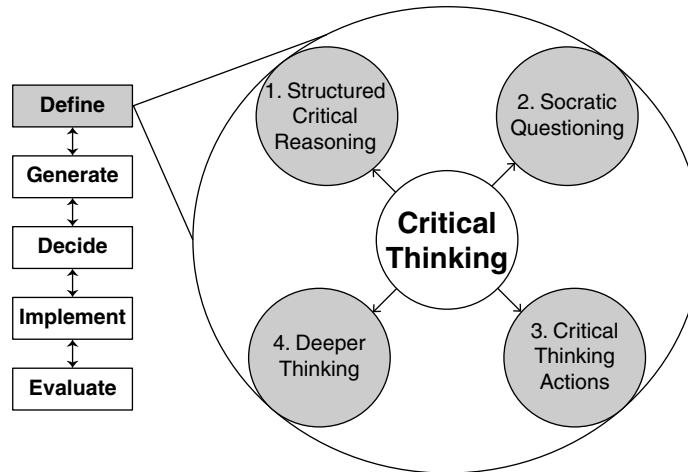 Define
Generate
Decide
Implement
Evaluate
1. Structured
Critical
Reasoning
2. Socratic
Questioning
Critical
Thinking
4. Deeper
Thinking
3. Critical
Thinking
Actions